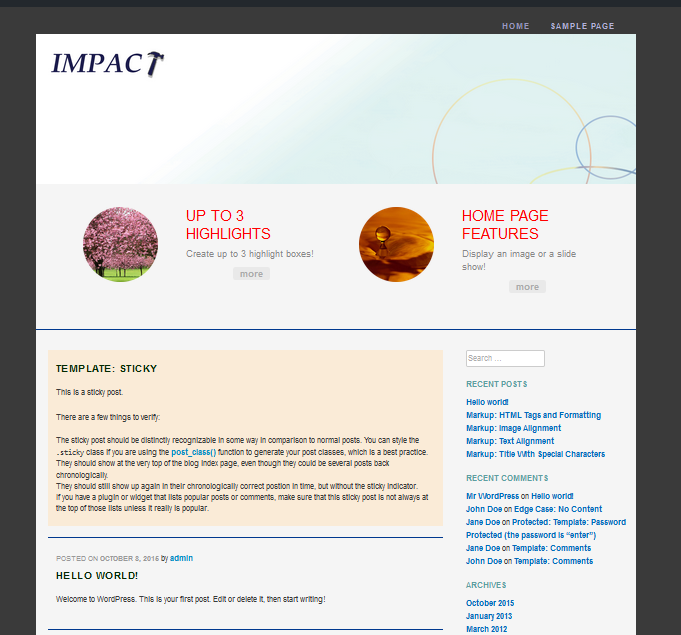 HOME SAMPLE PAGE
IMPACT
UP TO 3
HIGHLIGHTS
Create up to 3 highlight boxes!
more
HOME PAGE
FEATURES
Display an image or a slide
show!
more
TEMPLATE: STICKY
This is a sticky post.
There are a few things to verify:
The sticky post should be distinctly recognizable in some way in comparison to normal posts. You can style the
.sticky class if you are using the post_class() function to generate your post classes, which is a best practice.
They should show at the very top of the blog index page, even though they could be several posts back
chronologically.
They should still show up again in their chronologically correct postion in time, but without the sticky indicator.
If you have a plugin or widget that lists popular posts or comments, make sure that this sticky post is not always at
the top of those lists unless it really is popular.
POSTED ON OCTOBER 8, 2015 by admin
HELLO WORLD!
Welcome to WordPress. This is your first post. Edit or delete it, then start writing!
Search ...
RECENT POSTS
Hello world!
Markup: HTML Tags and Formatting
Markup: Image Alignment
Markup: Text Alignment
Markup: Title With Special Characters
RECENT COMMENTS
Mr WordPress on Hello world!
John Doe on Edge Case: No Content
Jane Doe on Protected: Template: Password
Protected (the password is “enter”)
Jane Doe on Template: Comments
John Doe on Template: Comments
ARCHIVES
October 2015
January 2013
March 2012